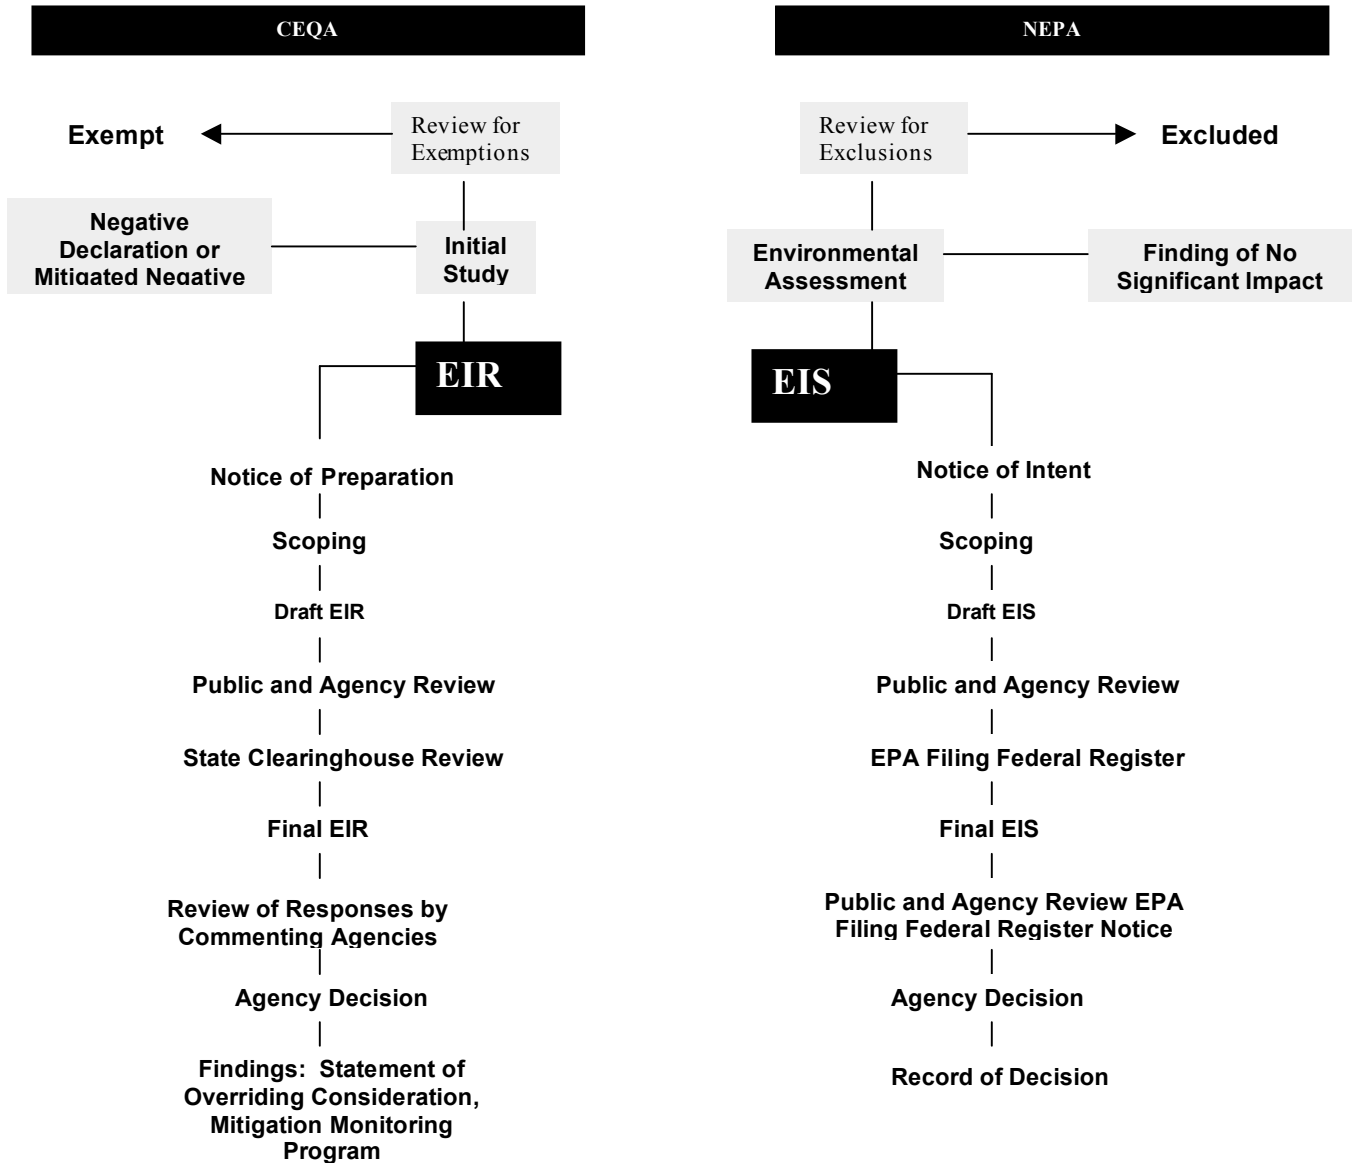 CEQA
Exempt
Review for
Exemptions
Negative
Declaration or
Mitigated Negative
Initial
Study
EIR
Notice of Preparation
Scoping
Draft EIR
Public and Agency Review
State Clearinghouse Review
Final EIR
Review of Responses by
Commenting Agencies
Agency Decision
Findings: Statement of
Overriding Consideration,
Mitigation Monitoring
Program
NEPA
Review for
Exclusions
Excluded
Environmental
Assessment
Finding of No
Significant Impact
EIS
Notice of Intent
Scoping
Draft EIS
Public and Agency Review
EPA Filing Federal Register
Final EIS
Public and Agency Review EPA
Filing Federal Register Notice
Agency Decision
Record of Decision